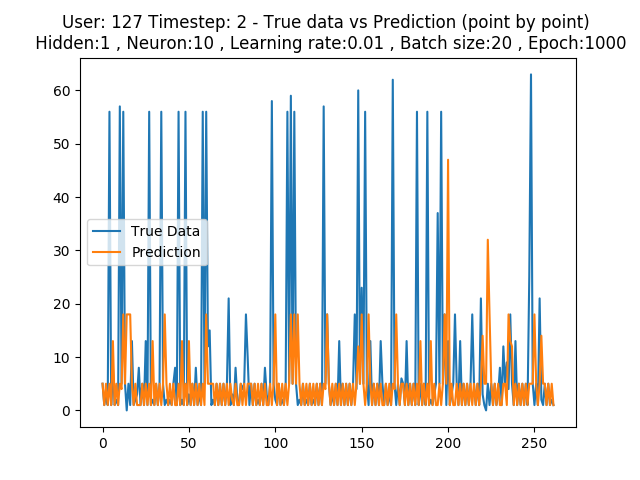 User: 127 Timestep: 2 - True data vs Prediction (point by point)
Hidden:1 , Neuron:10 , Learning rate:0.01 , Batch size:20 , Epoch:1000
60
50
40
30
20
10
0
True Data
Prediction
0 50 100 150 200 250